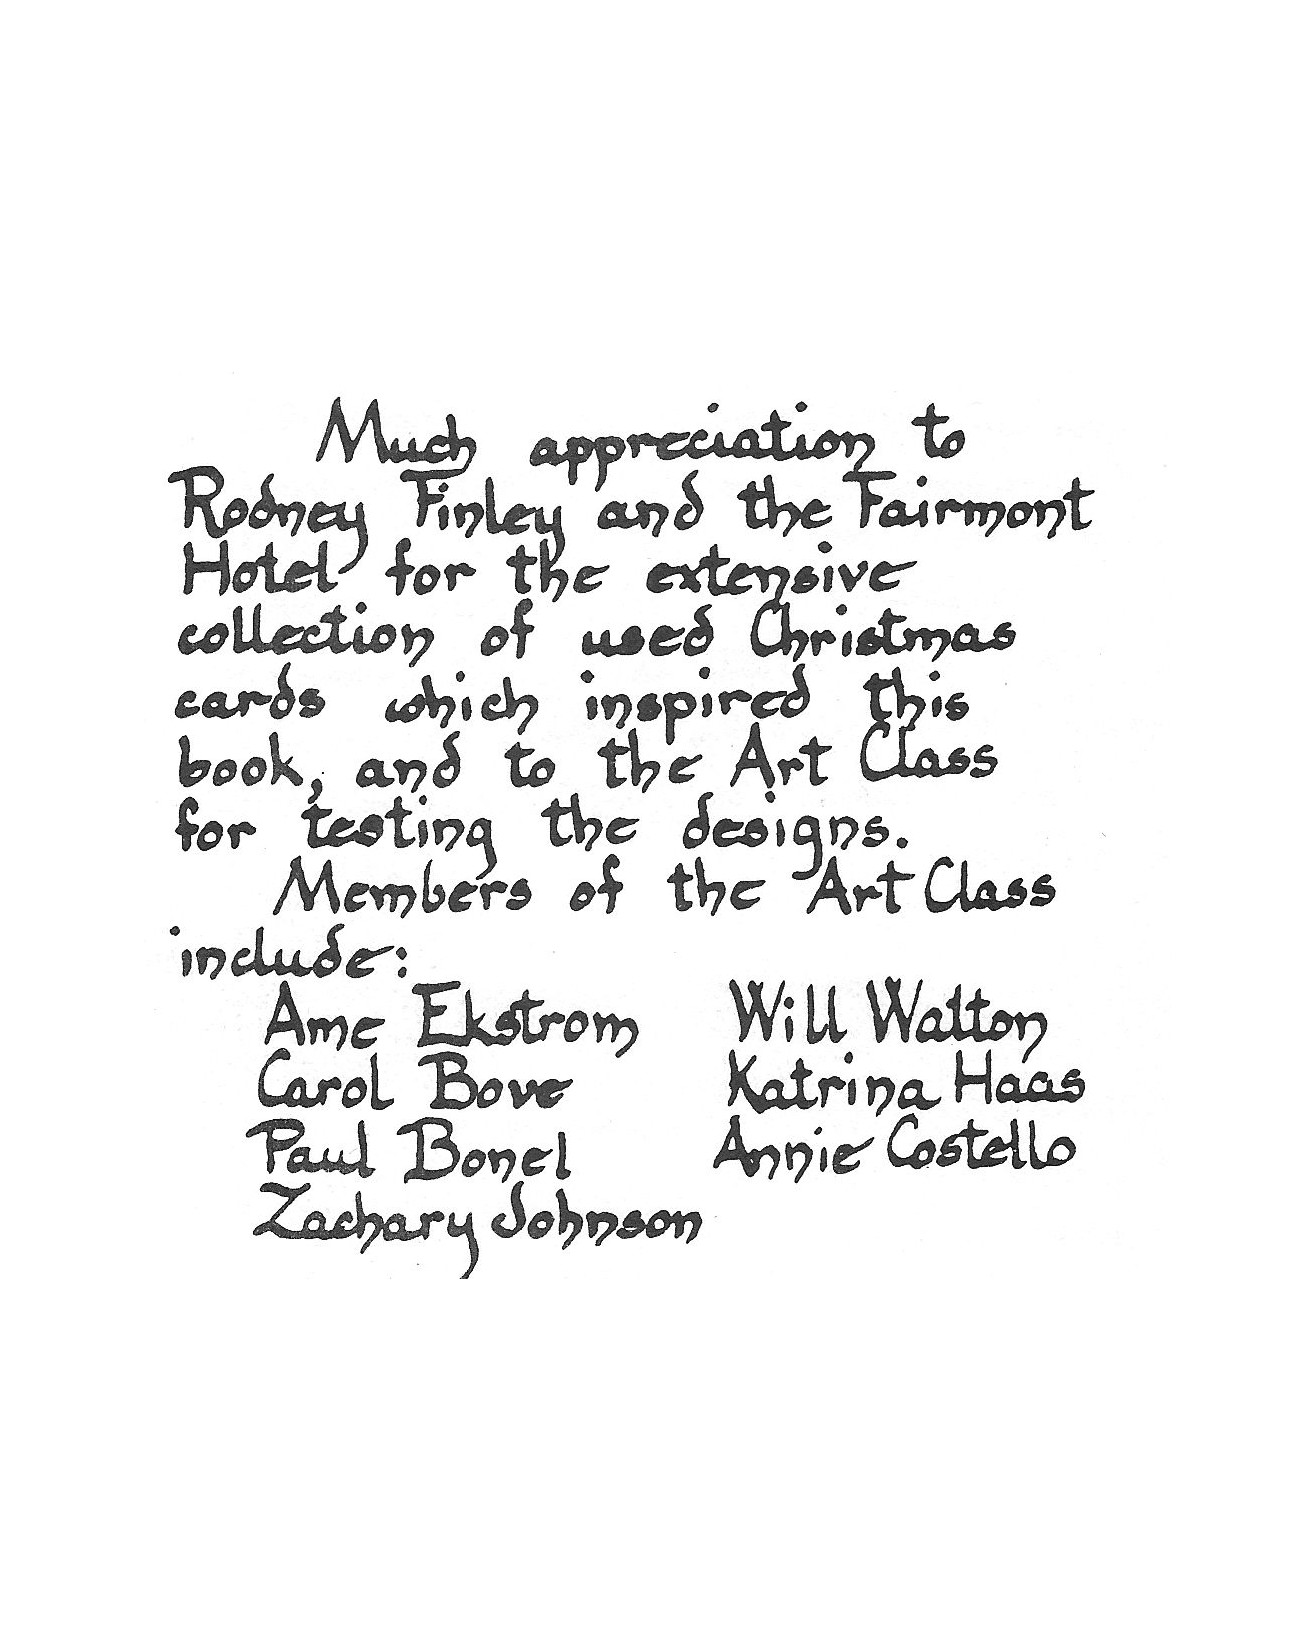 Much appreciation to
Rodney Finley and the Fairmont
Hotel for the extensive
collection of used Christmas
cards which inspired this
book, and to the Art Class
for testing the designs.
Members of the Art Class
include:
Ame Ekstrom Will Walton
Carol Bove Katrina Haas
Paul Bonel Annie Costello
Zachary Johnson